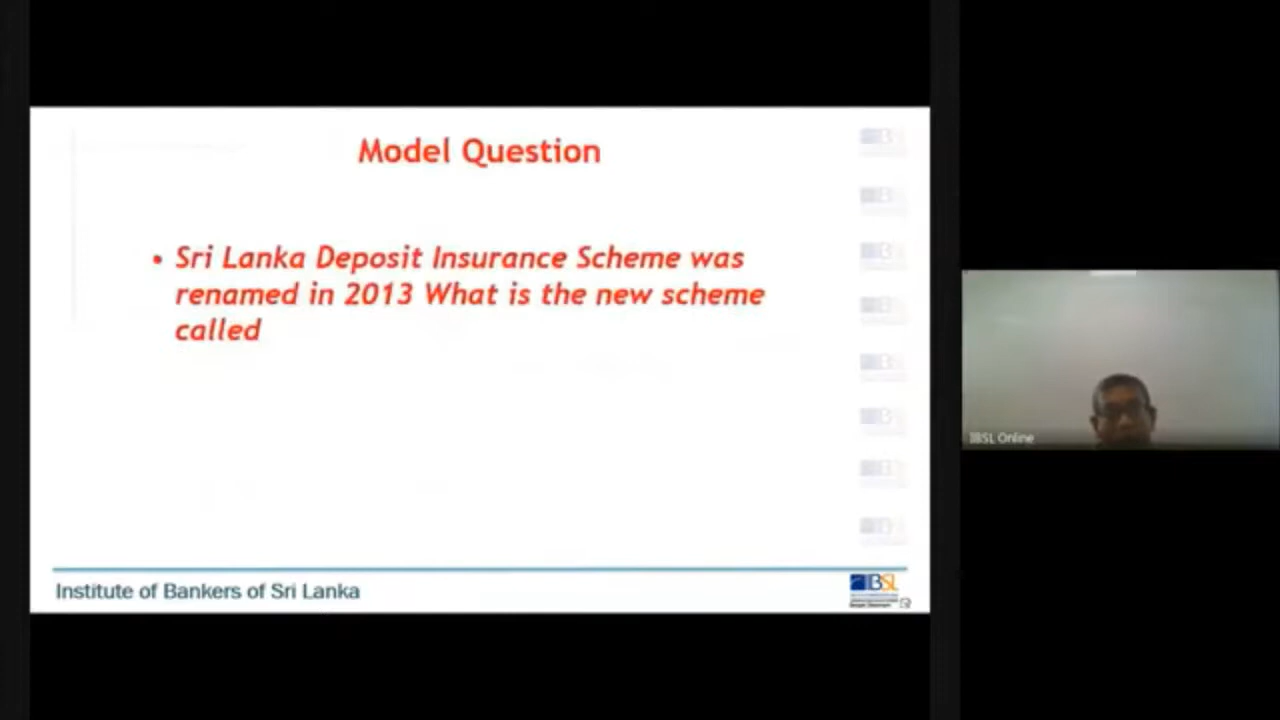 Model Question
• Sri Lanka Deposit Insurance Scheme was
renamed in 2013 What is the new scheme
called
IBSL Online
Institute of Bankers of Sri Lanka
IBSL